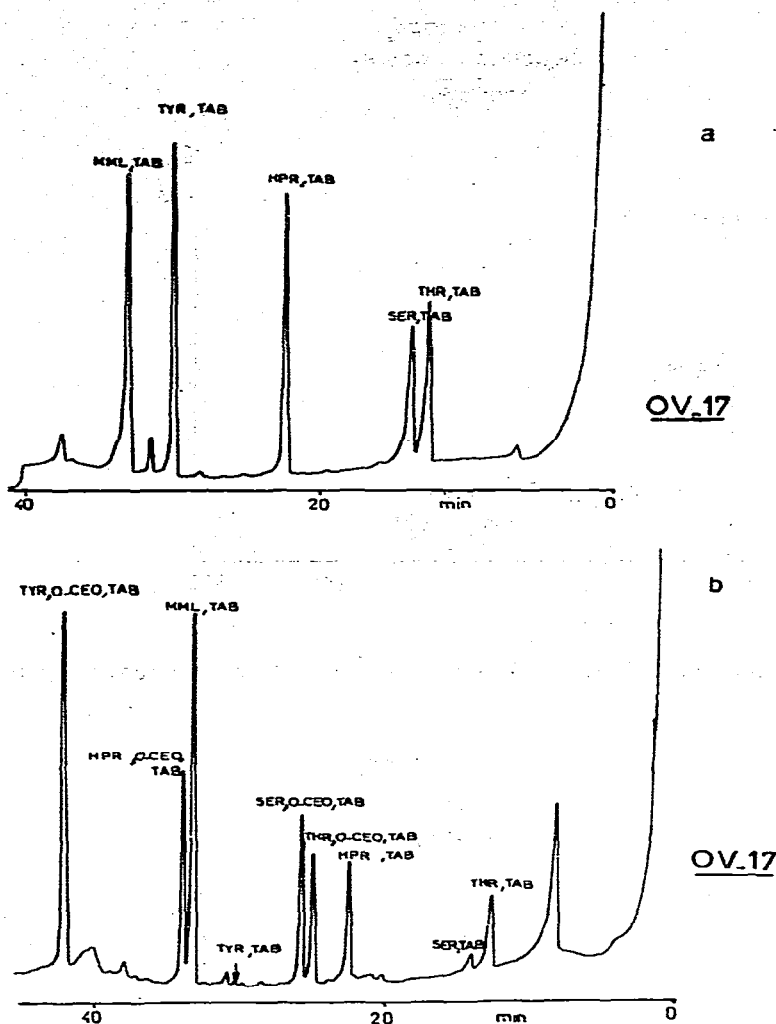 TYR,TAB
a
MML,TAB
HPR,TAB
THR,TAB
SER,TAB
OV-17
40
20
min
0
b
TYR,O-CEO,TAB
MML,TAB
HPR ,O-CEO,
TAB
SER,O-CEO,TAB
THR,O-CEO,TAB
HPR ,TAB
OV-17
THR,TAB
TYR,TAB
SER,TAB
40
20
min
0